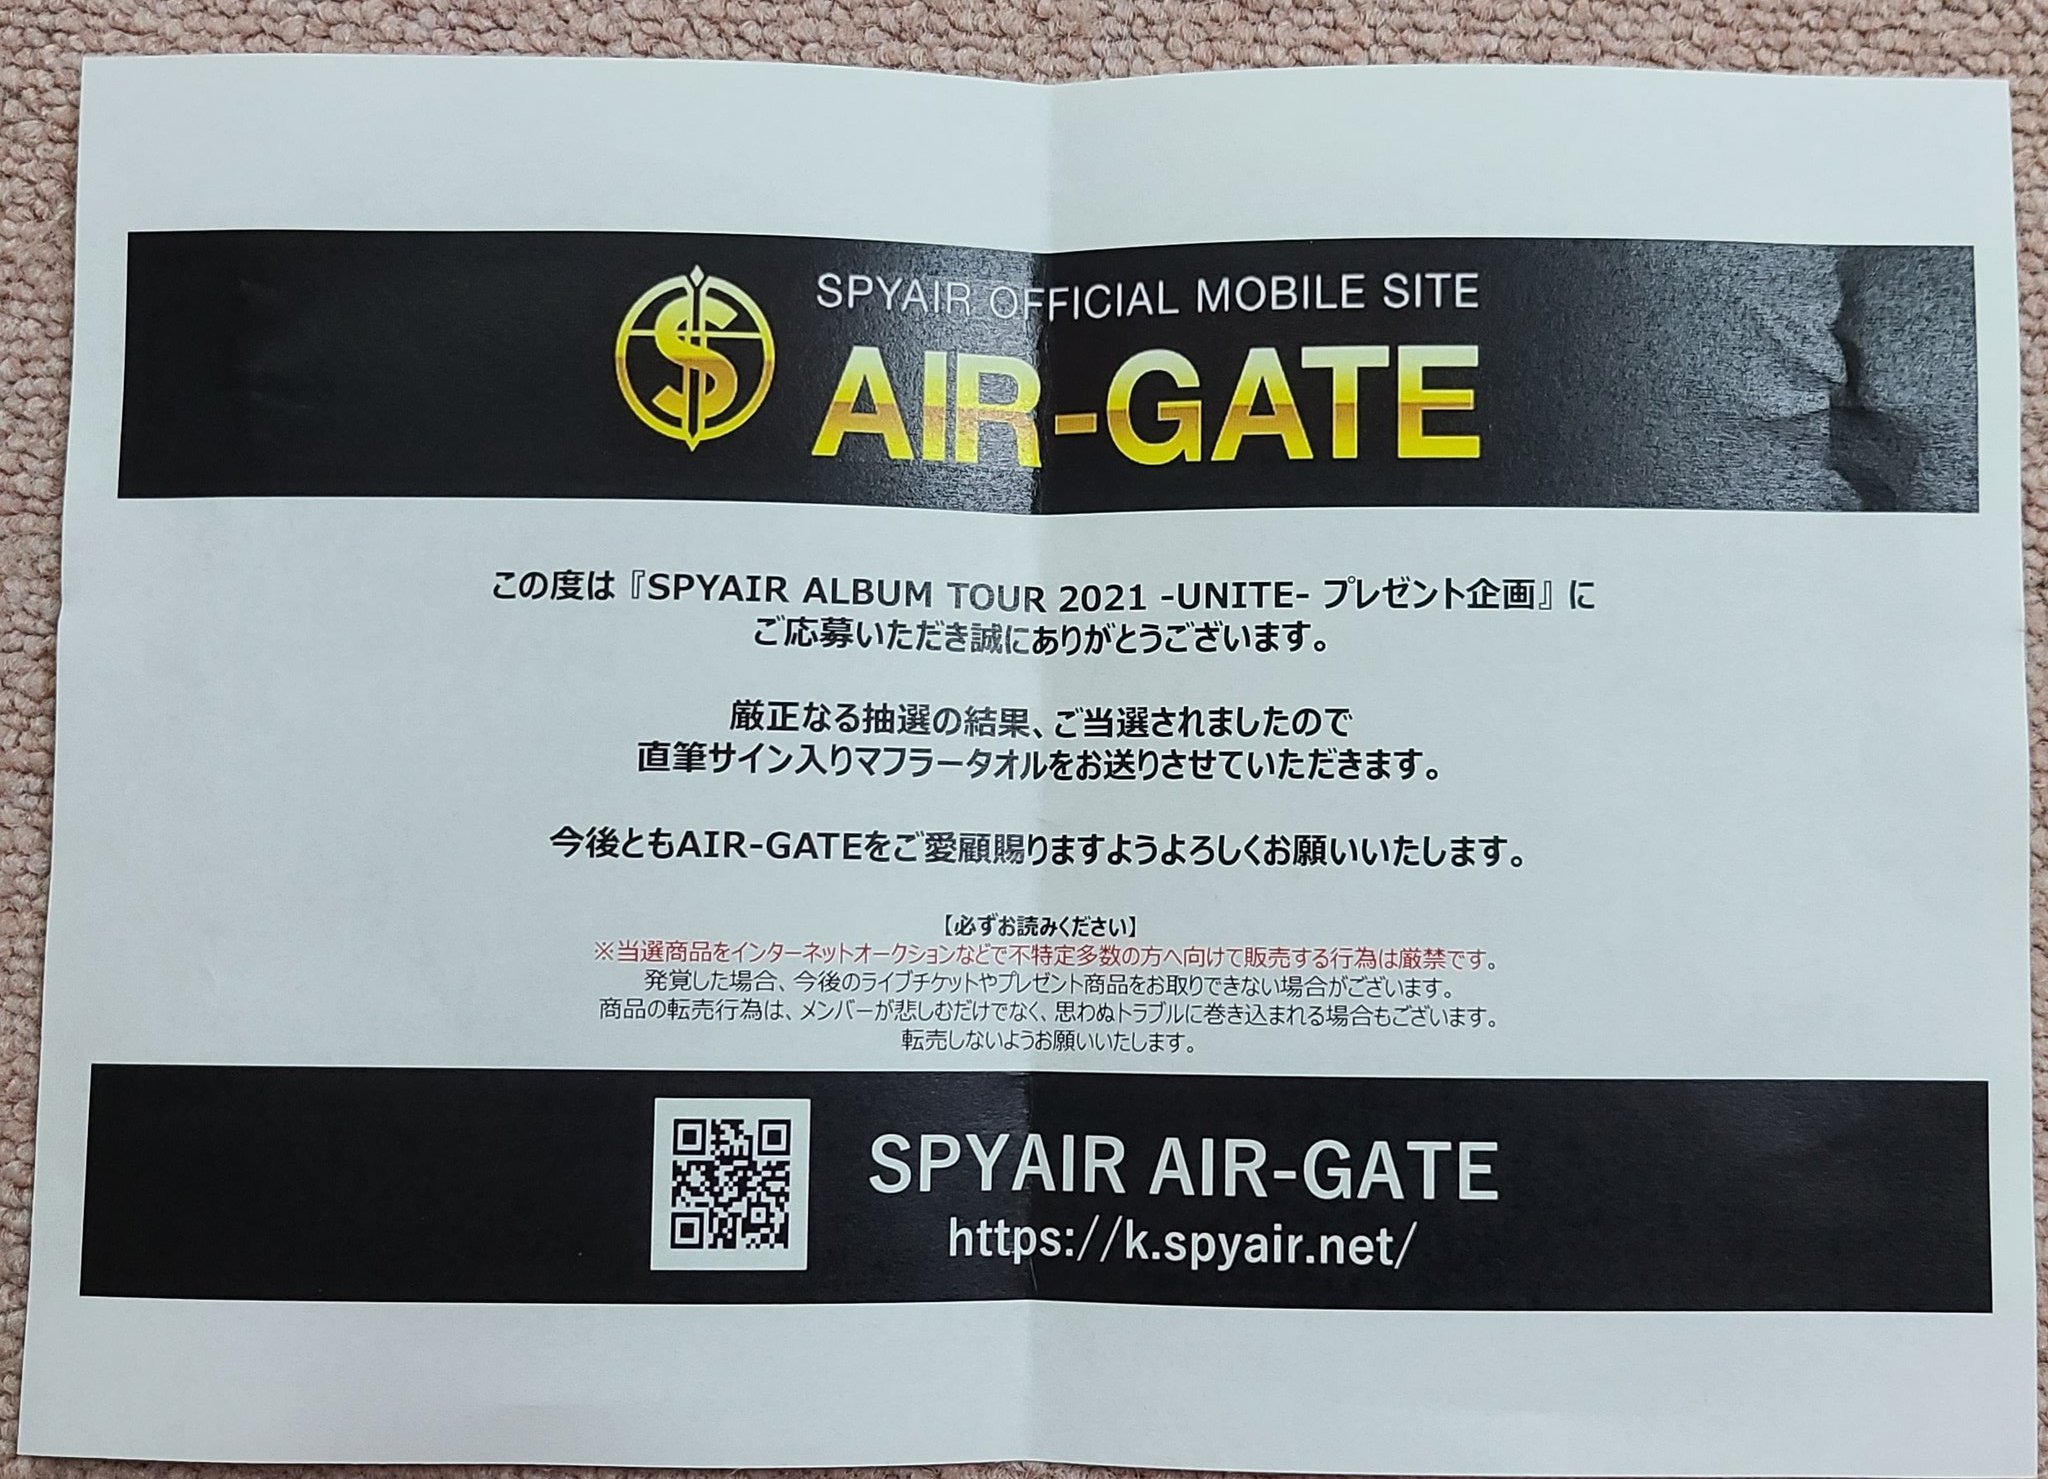 SPYAIR OFFICIAL MOBILE SITE
AIR-GATE
この度は『SPYAIR ALBUM TOUR 2021 -UNITE- プレゼント企画』に
ご応募いただき誠にありがとうございます。
厳正なる抽選の結果、ご当選されましたので
直筆サイン入りマフラータオルをお送りさせていただきます。
今後ともAIR-GATEをご愛顧賜りますようよろしくお願いいたします。
【必ずお読みください】
※当選商品をインターネットオークションなどで不特定多数の方へ向けて販売する行為は厳禁です。
発覚した場合、今後のライブチケットやプレゼント商品をお取りできない場合がございます。
商品の転売行為は、メンバーが悲しむだけでなく、思わぬトラブルに巻き込まれる場合もございます。
転売しないようお願いいたします。
SPYAIR AIR-GATE
https://k.spyair.net/